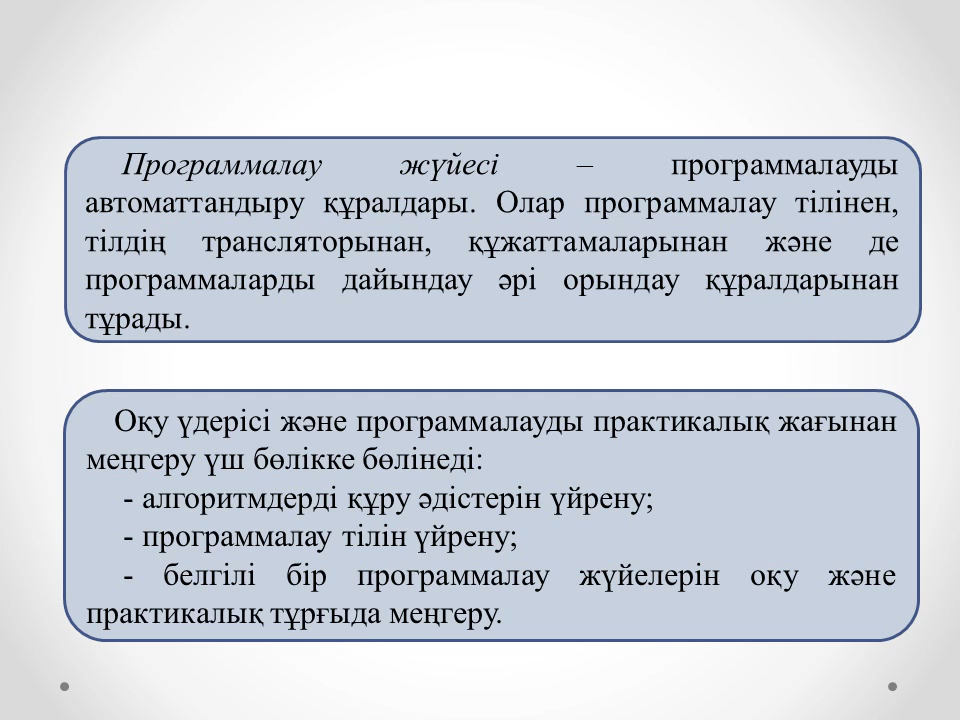 Программалау жүйесі – программалауды
автоматтандыру құралдары. Олар программалау тілінен,
тілдің трансляторынан, құжаттамаларынан және де
программаларды дайындау әрі орындау құралдарынан
тұрады.
Оқу үдерісі және программалауды практикалық жағынан
меңгеру үш бөлікке бөлінеді:
- алгоритмдерді құру әдістерін үйрену;
- программалау тілін үйрену;
- белгілі бір программалау жүйелерін оқу және
практикалық тұрғыда меңгеру.